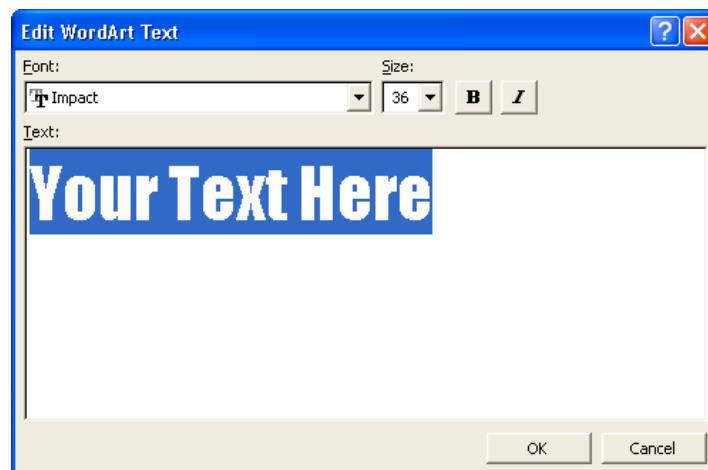 Edit WordArt Text
Font: Size:
Impact 36 B I
Text:
Your Text Here
OK Cancel